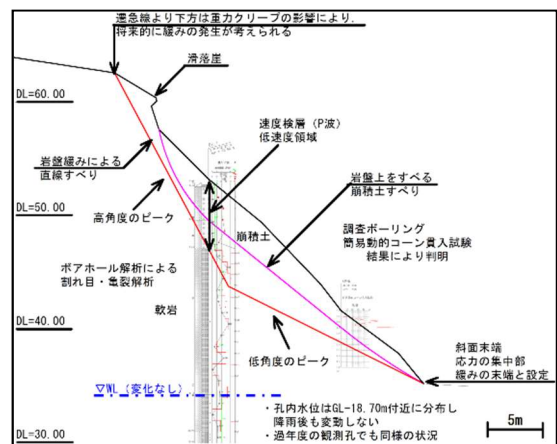 遷急線より下方は重力クリープの影響により、
将来的に緩みの発生が考えられる
滑落崖
DL=60.00
速度検層（P波）
低速度領域
岩盤緩みによる
直線すべり
岩盤上をすべる
崩積土すべり
高角度のピーク
DL=50.00
崩積土
調査ボーリング
簡易動的コーン貫入試験
結果により判明
ボアホール解析による
割れ目・亀裂解析
軟岩
DL=40.00
低角度のピーク
斜面末端
応力の集中部
緩みの末端と設定
▽WL（変化なし）
・孔内水位はGL-18.70m付近に分布し
降雨後も変動しない
・過年度の観測孔でも同様の状況
5m
DL=30.00